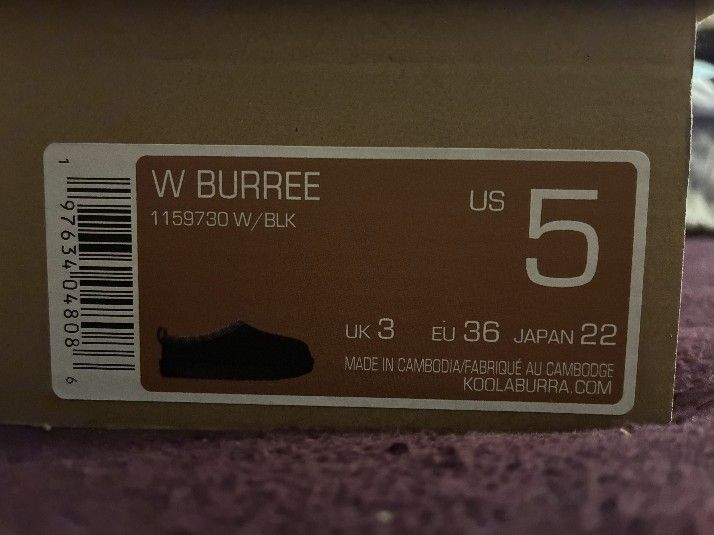 W BURREE
1159730 W/BLK
US 5
UK 3 EU 36 JAPAN 22
MADE IN CAMBODIA/FABRIQUÉ AU CAMBODGE
KOOLABURRA.COM
1 97634 04808 6